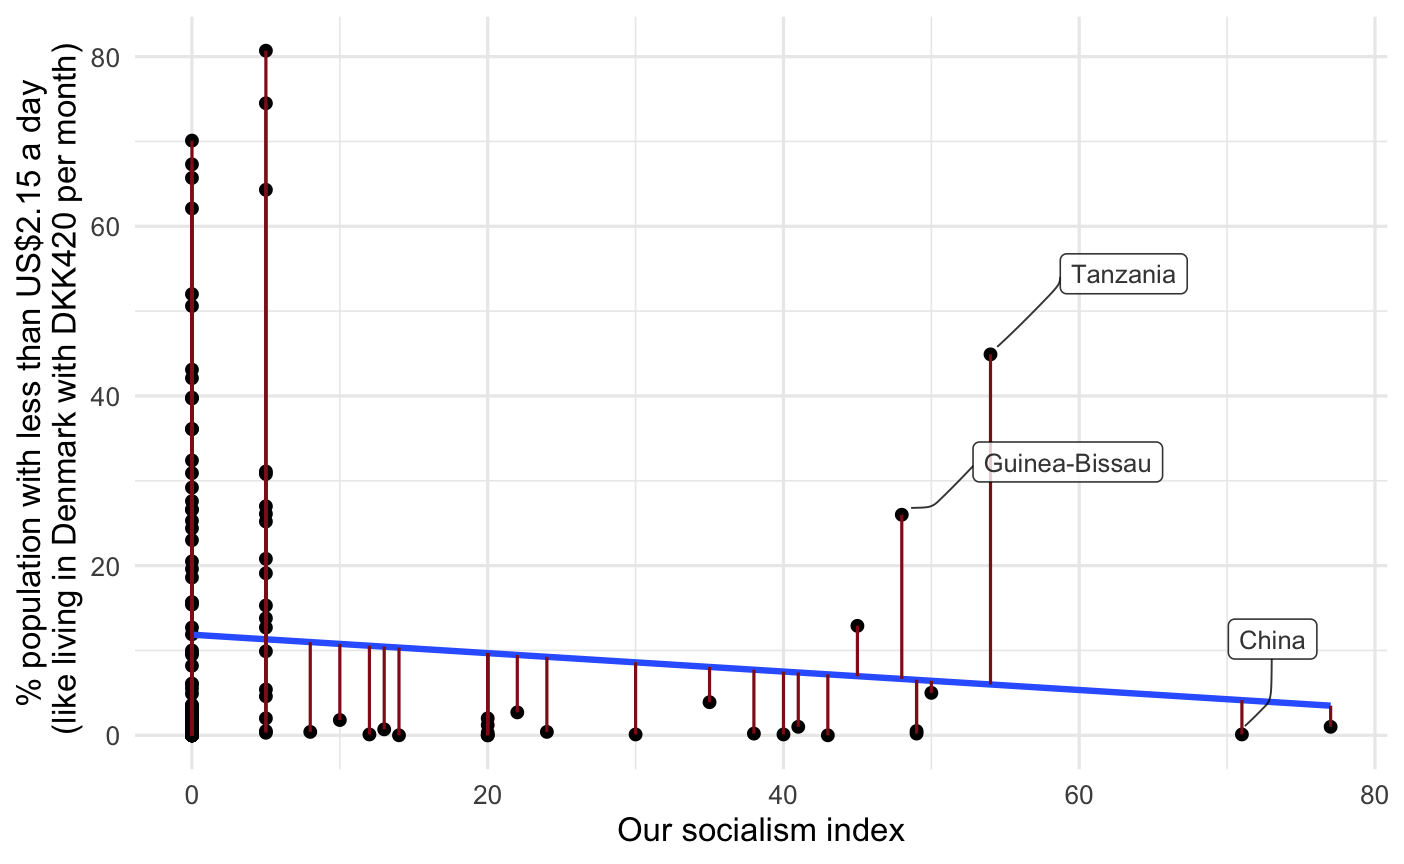 % population with less than US$2.15 a day
(like living in Denmark with DKK420 per month)
80
60
40
20
0
Tanzania
Guinea-Bissau
China
0
20
40
60
80
Our socialism index